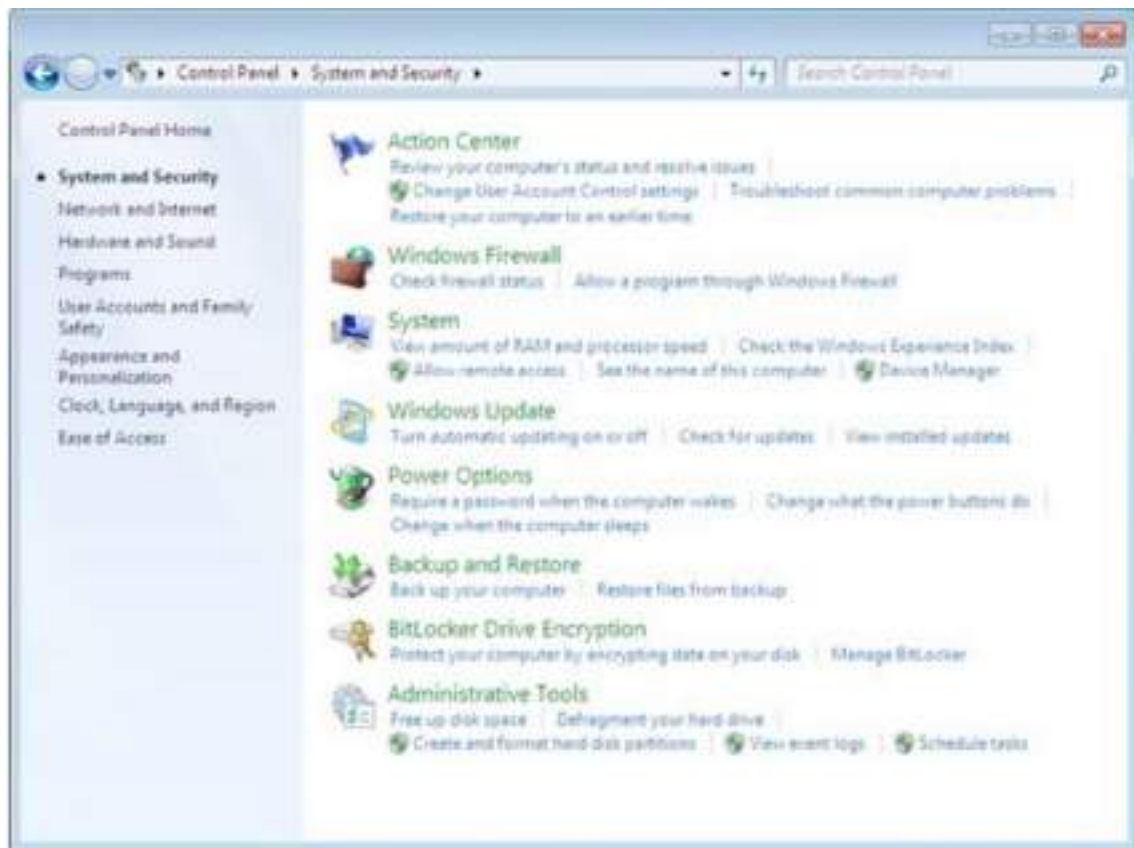 Control Panel ▸ System and Security ▸ Search Control Panel
Control Panel Home
System and Security
Network and Internet
Hardware and Sound
Programs
User Accounts and Family
Safety
Appearance and
Personalization
Clock, Language, and Region
Ease of Access
Action Center
Review your computer's status and resolve issues
Change User Account Control settings | Troubleshoot common computer problems
Restore your computer to an earlier time
Windows Firewall
Check firewall status | Allow a program through Windows Firewall
System
View amount of RAM and processor speed | Check the Windows Experience Index
Allow remote access | See the name of this computer | Device Manager
Windows Update
Turn automatic updating on or off | Check for updates | View installed updates
Power Options
Require a password when the computer wakes | Change what the power buttons do
Change when the computer sleeps
Backup and Restore
Back up your computer | Restore files from backup
BitLocker Drive Encryption
Protect your computer by encrypting data on your disk | Manage BitLocker
Administrative Tools
Free up disk space | Defragment your hard drive
Create and format hard disk partitions | View event logs | Schedule tasks